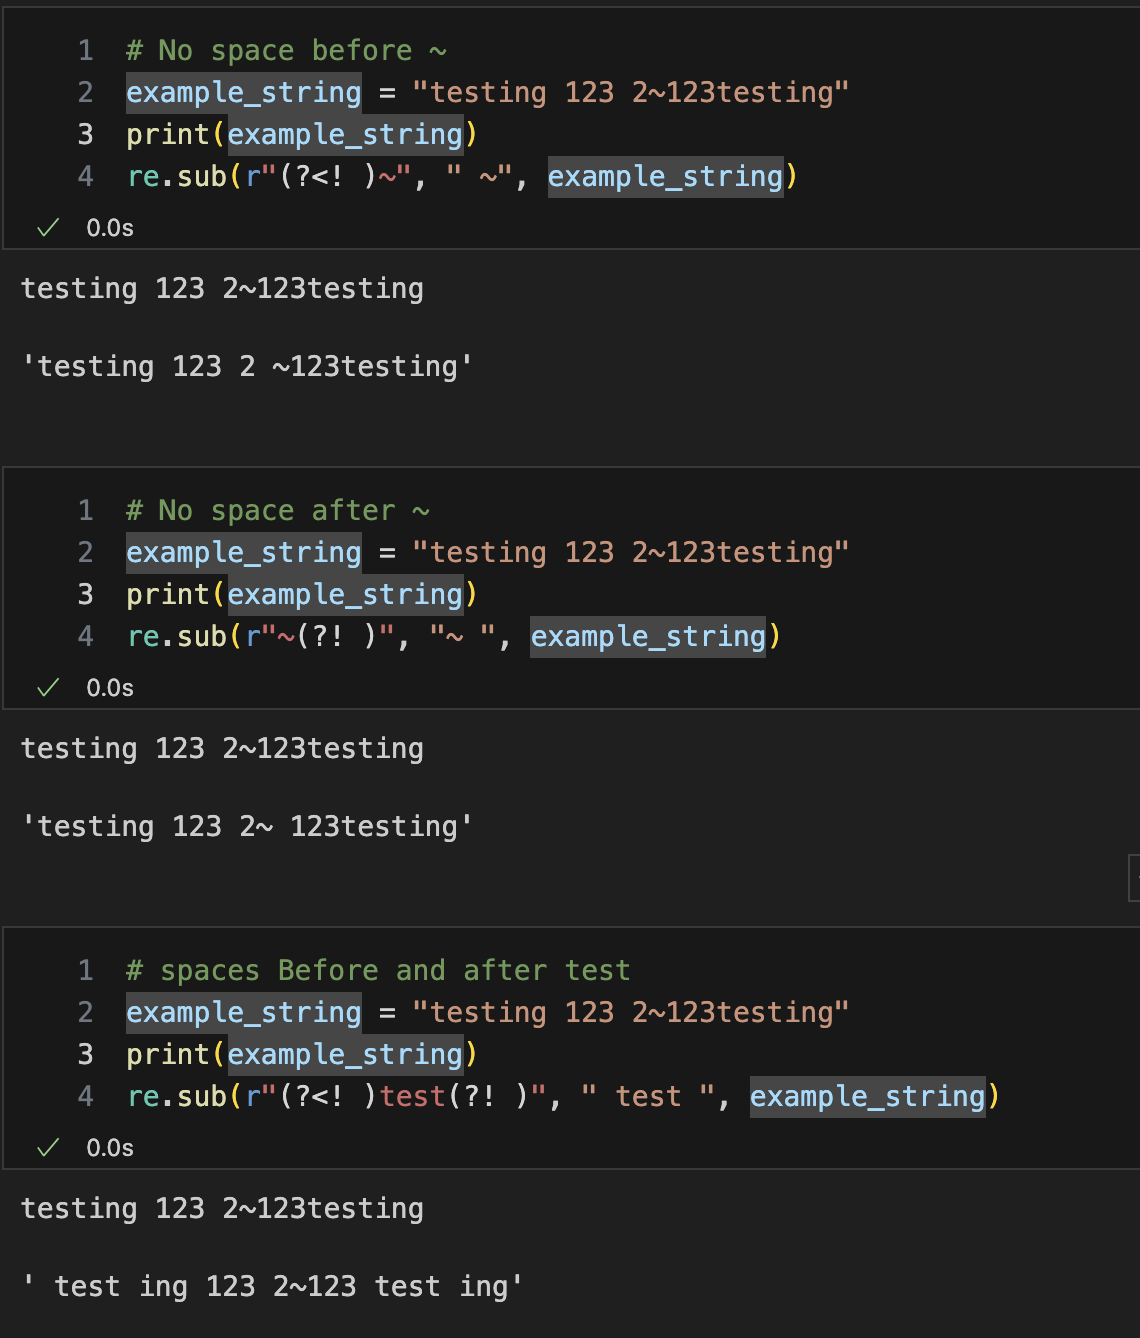 1 # No space before ~
2 example_string = "testing 123 2~123testing"
3 print(example_string)
4 re.sub(r"(?<! )~", " ~", example_string)
✓ 0.0s
testing 123 2~123testing
'testing 123 2 ~123testing'
1 # No space after ~
2 example_string = "testing 123 2~123testing"
3 print(example_string)
4 re.sub(r"~(?! )", "~ ", example_string)
✓ 0.0s
testing 123 2~123testing
'testing 123 2~ 123testing'
1 # spaces Before and after test
2 example_string = "testing 123 2~123testing"
3 print(example_string)
4 re.sub(r"(?<! )test(?! )", " test ", example_string)
✓ 0.0s
testing 123 2~123testing
' test ing 123 2~123 test ing'